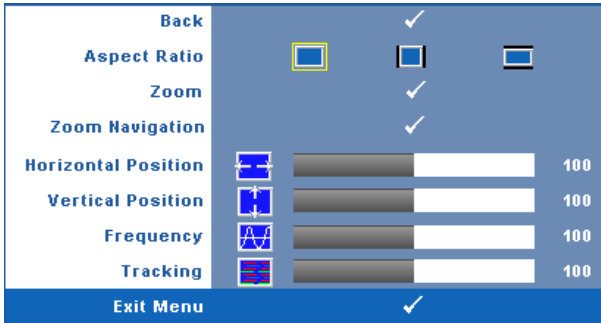 Back
Aspect Ratio
Zoom
Zoom Navigation
Horizontal Position 100
Vertical Position 100
Frequency 100
Tracking 100
Exit Menu